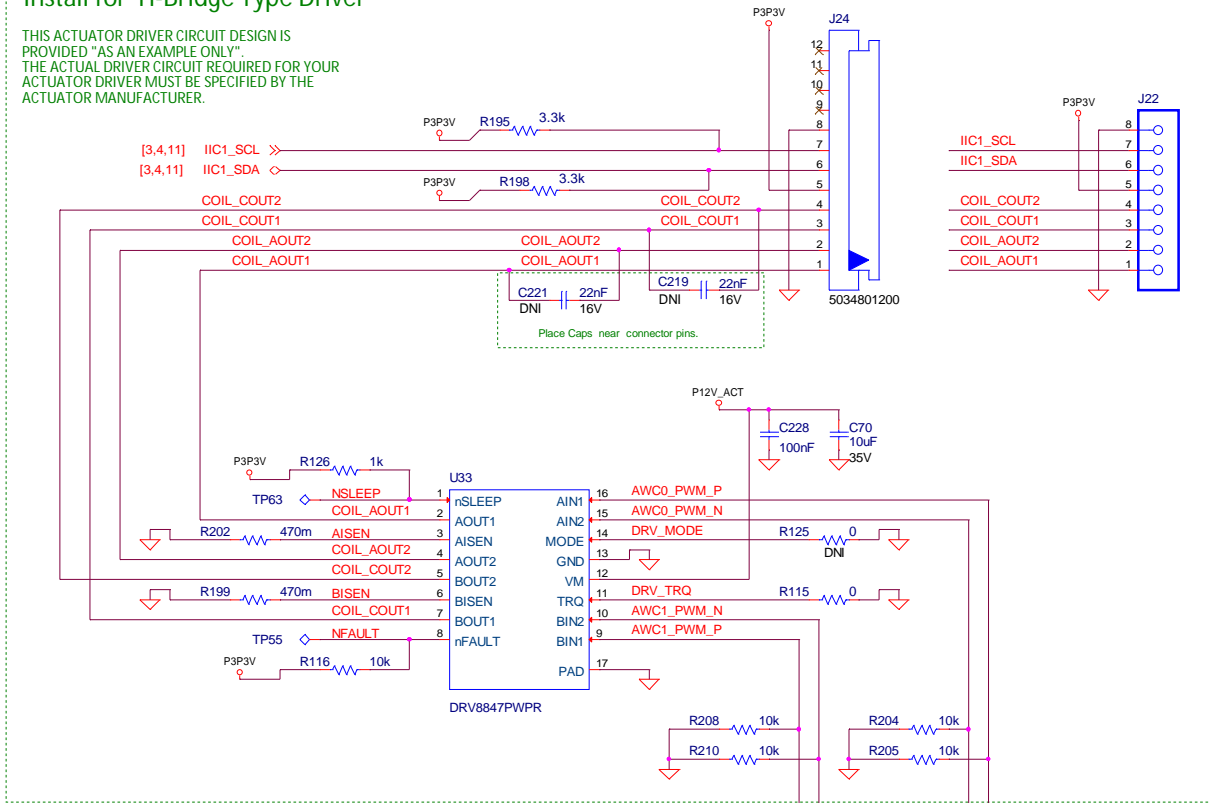 Install for TI-Bridge Type Driver
THIS ACTUATOR DRIVER CIRCUIT DESIGN IS
PROVIDED "AS AN EXAMPLE ONLY".
THE ACTUAL DRIVER CIRCUIT REQUIRED FOR YOUR
ACTUATOR DRIVER MUST BE SPECIFIED BY THE
ACTUATOR MANUFACTURER.
P3P3V
J24
12
11
10
9
8
7
6
5
4
3
2
1
5034801200
P3P3V
R195
3.3k
[3,4,11] IIC1_SCL
[3,4,11] IIC1_SDA
P3P3V
R198
3.3k
COIL_COUT2
COIL_COUT2
COIL_COUT1
COIL_COUT1
COIL_AOUT2
COIL_AOUT2
COIL_AOUT1
COIL_AOUT1
C221
22nF
DNI
16V
C219
22nF
DNI
16V
Place Caps near connector pins.
P3P3V
J22
IIC1_SCL
IIC1_SDA
COIL_COUT2
COIL_COUT1
COIL_AOUT2
COIL_AOUT1
8
7
6
5
4
3
2
1
P12V_ACT
C228
100nF
C70
10uF
35V
P3P3V
R126
1k
U33
TP63
NSLEEP
1
nSLEEP
COIL_AOUT1
2
AOUT1
R202
470m
AISEN
3
AISEN
COIL_AOUT2
4
AOUT2
COIL_COUT2
5
BOUT2
R199
470m
BISEN
6
BISEN
COIL_COUT1
7
BOUT1
TP55
NFAULT
8
nFAULT
P3P3V
R116
10k
AIN1
16
AWC0_PWM_P
AIN2
15
AWC0_PWM_N
MODE
14
DRV_MODE
R125
0
DNI
GND
13
VM
12
TRQ
11
DRV_TRQ
R115
0
BIN2
10
AWC1_PWM_N
BIN1
9
AWC1_PWM_P
PAD
17
DRV8847PWPR
R208
10k
R210
10k
R204
10k
R205
10k